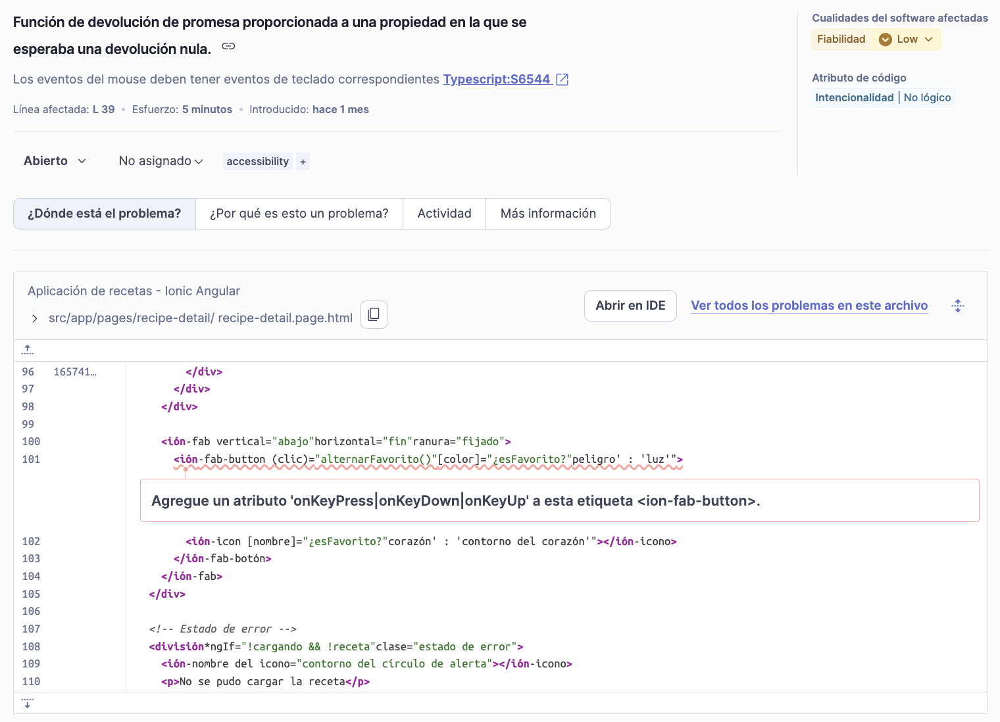 Función de devolución de promesa proporcionada a una propiedad en la que se
esperaba una devolución nula.
Los eventos del mouse deben tener eventos de teclado correspondientes Typescript:S6544
Línea afectada: L 39 • Esfuerzo: 5 minutos • Introducido: hace 1 mes
Cualidades del software afectadas
Fiabilidad Low
Atributo de código
Intencionalidad | No lógico
Abierto No asignado accessibility +
¿Dónde está el problema? ¿Por qué es esto un problema? Actividad Más información
Aplicación de recetas - Ionic Angular
src/app/pages/recipe-detail/ recipe-detail.page.html
Abrir en IDE Ver todos los problemas en este archivo
96 165741… </div>
97 </div>
98 </div>
99
100 <ión-fab vertical="abajo"horizontal="fin"ranura="fijado">
101 <ión-fab-button (clic)="alternarFavorito()"[color]="¿esFavorito?"peligro' : 'luz'">
Agregue un atributo 'onKeyPress|onKeyDown|onKeyUp' a esta etiqueta <ion-fab-button>.
102 <ión-icon [nombre]="¿esFavorito?"corazón' : 'contorno del corazón'"></ión-icono>
103 </ión-fab-botón>
104 </ión-fab>
105 </div>
106
107 <!-- Estado de error -->
108 <división*ngIf="!cargando && !receta"clase="estado de error">
109 <ión-nombre del icono="contorno del círculo de alerta"></ión-icono>
110 <p>No se pudo cargar la receta</p>